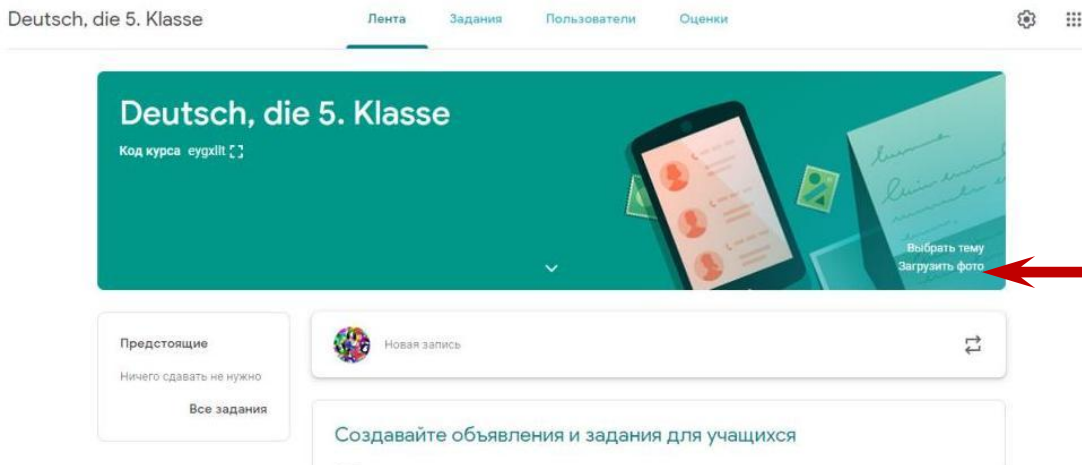 Deutsch, die 5. Klasse
Лента Задания Пользователи Оценки
Deutsch, die 5. Klasse
Код курса eygxllt
Выбрать тему
Загрузить фото
Предстоящие
Ничего сдавать не нужно
Все задания
Новая запись
Создавайте объявления и задания для учащихся